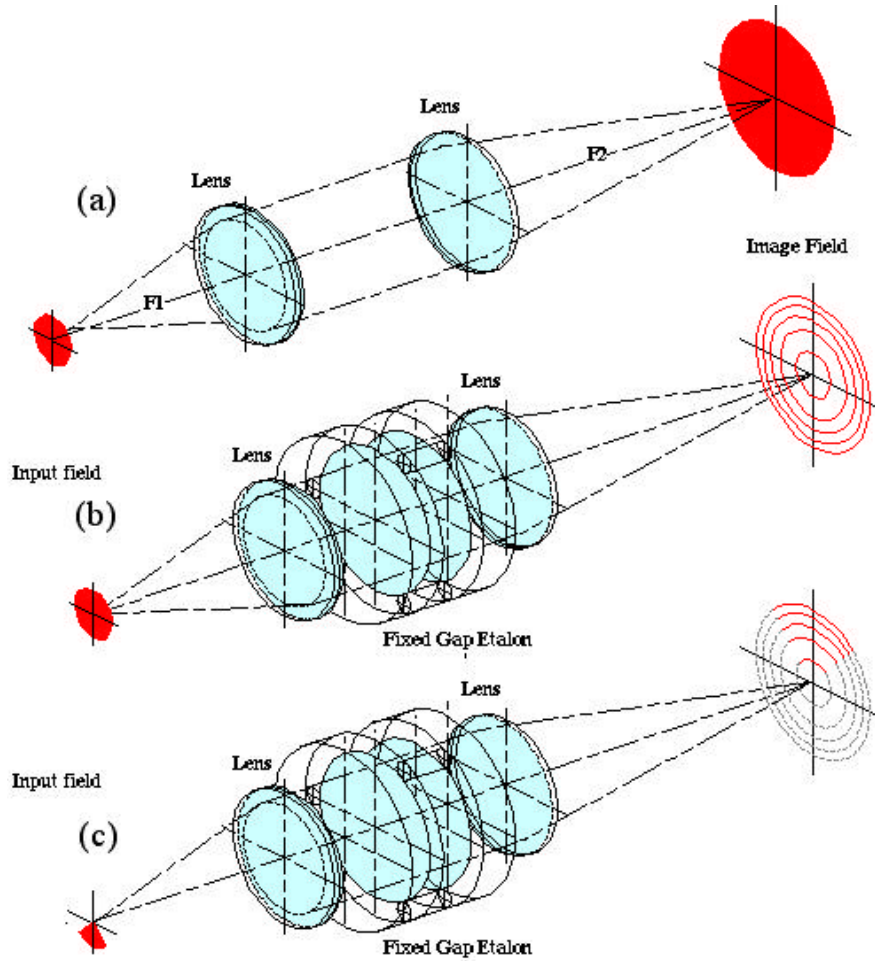 Lens
F2
Lens
(a)
Image Field
F1
Lens
Lens
Input field
(b)
Fixed Gap Etalon
Lens
Lens
Input field
(c)
Fixed Gap Etalon